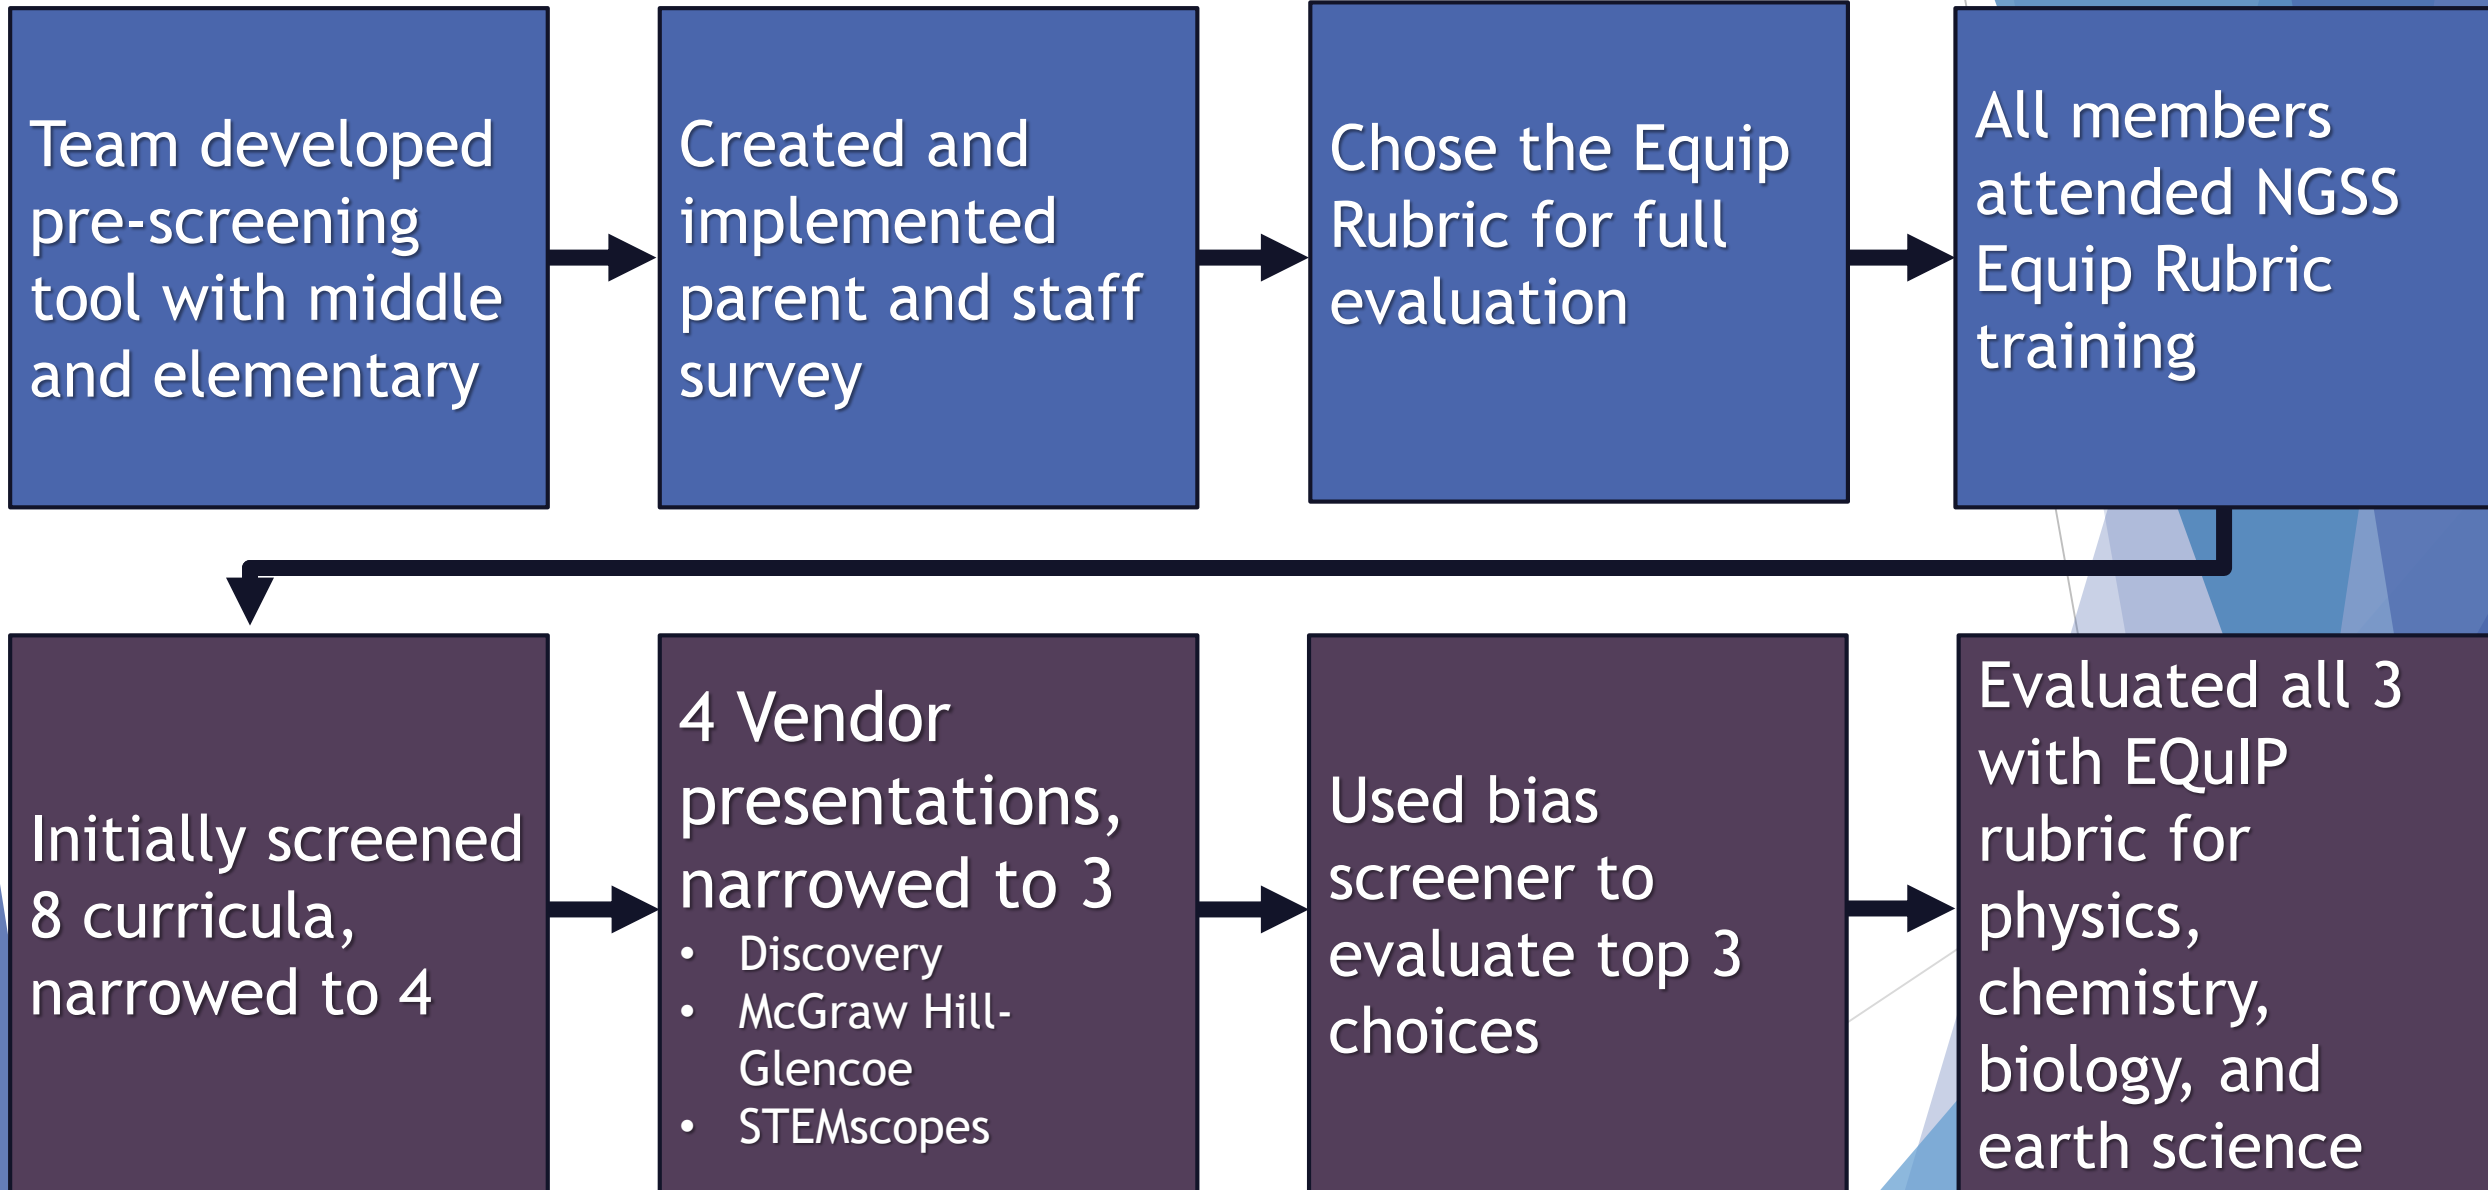 Team developed
pre-screening
tool with middle
and elementary
Created and
implemented
parent and staff
survey
Chose the Equip
Rubric for full
evaluation
All members
attended NGSS
Equip Rubric
training
Initially screened
8 curricula,
narrowed to 4
4 Vendor
presentations,
narrowed to 3
• Discovery
• McGraw Hill-
Glencoe
• STEMscopes
Used bias
screener to
evaluate top 3
choices
Evaluated all 3
with EQuIP
rubric for
physics,
chemistry,
biology, and
earth science